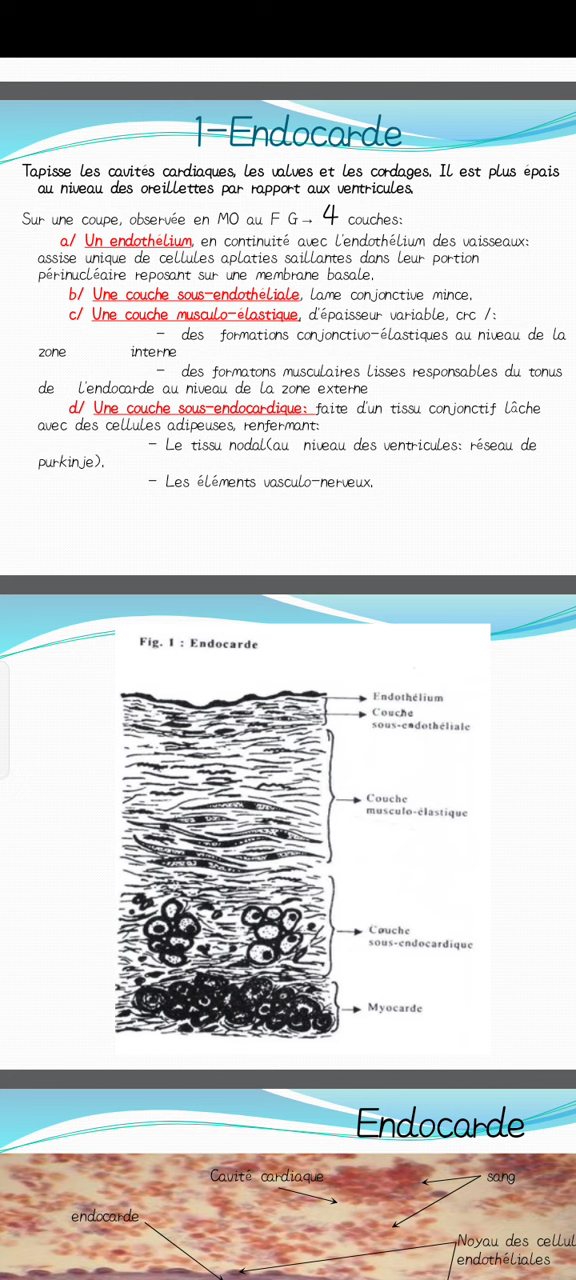 1-Endocarde
Tapisse les cavités cardiaques, les valves et les cordages. Il est plus épais
au niveau des oreillettes par rapport aux ventricules.
Sur une coupe, observée en MO au F G→ 4 couches:
a/ Un endothélium, en continuité avec l'endothélium des vaisseaux:
assise unique de cellules aplaties saillantes dans leur portion
périnucléaire reposant sur une membrane basale.
b/ Une couche sous-endothéliale, lame conjonctive mince.
c/ Une couche musculo-élastique, d'épaisseur variable, crc /:
- des formations conjonctivo-élastiques au niveau de la
zone interne
- des formatons musculaires lisses responsables du tonus
de l'endocarde au niveau de la zone externe
d/ Une couche sous-endocardique: faite d'un tissu conjonctif lâche
avec des cellules adipeuses, renfermant:
- Le tissu nodal(au niveau des ventricules: réseau de
purkinje).
- Les éléments vasculo-nerveux.
Fig. 1 : Endocarde
Endothélium
Couche
sous-endothéliale
Couche
musculo-élastique
Couche
sous-endocardique
Myocarde
Endocarde
Cavité cardiaque
sang
endocarde
Noyau des cellul
endothéliales